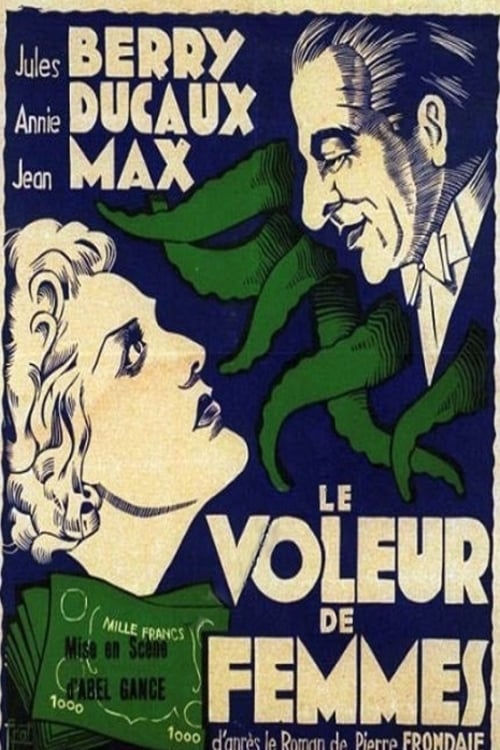 Jules BERRY
Annie DUCAUX
Jean MAX
LE
VOLEUR
DE
FEMMES
MILLE FRANCS
Mise en Scène
d'ABEL GANCE
1000
1000
d'après le Roman de Pierre FRONDAIE